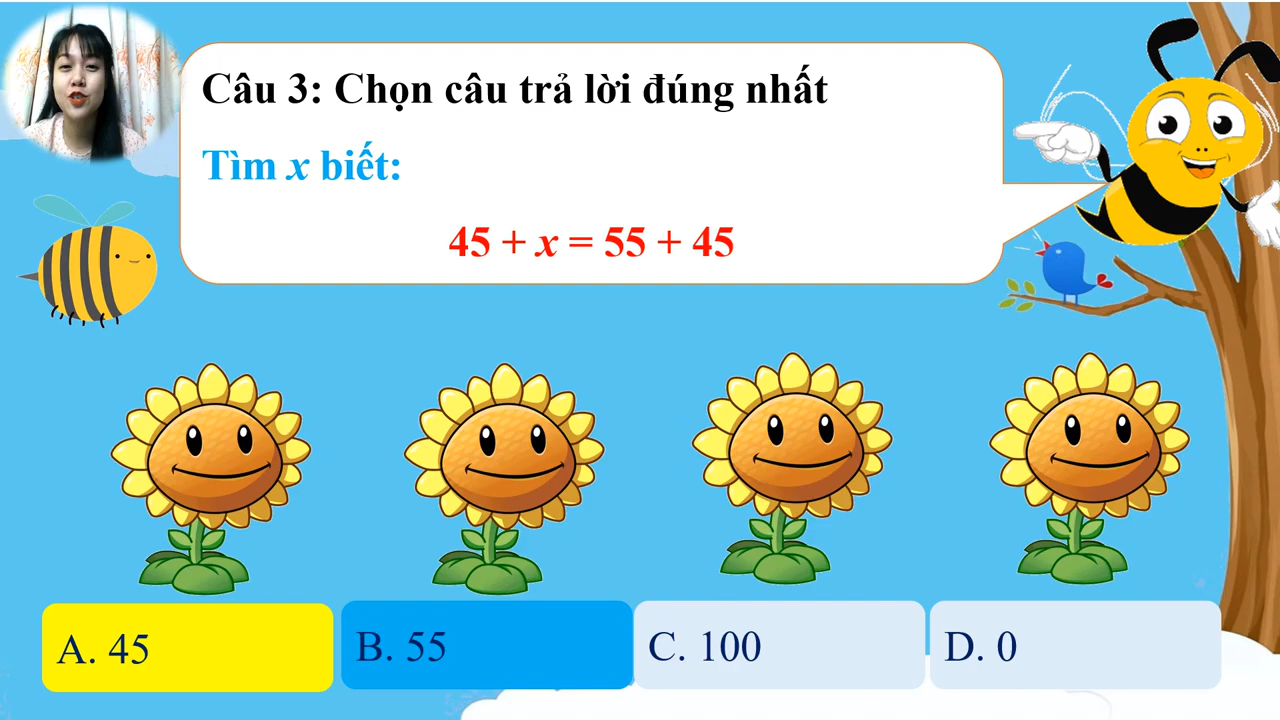 Câu 3: Chọn câu trả lời đúng nhất
Tìm x biết:
45 + x = 55 + 45
A. 45
B. 55
C. 100
D. 0